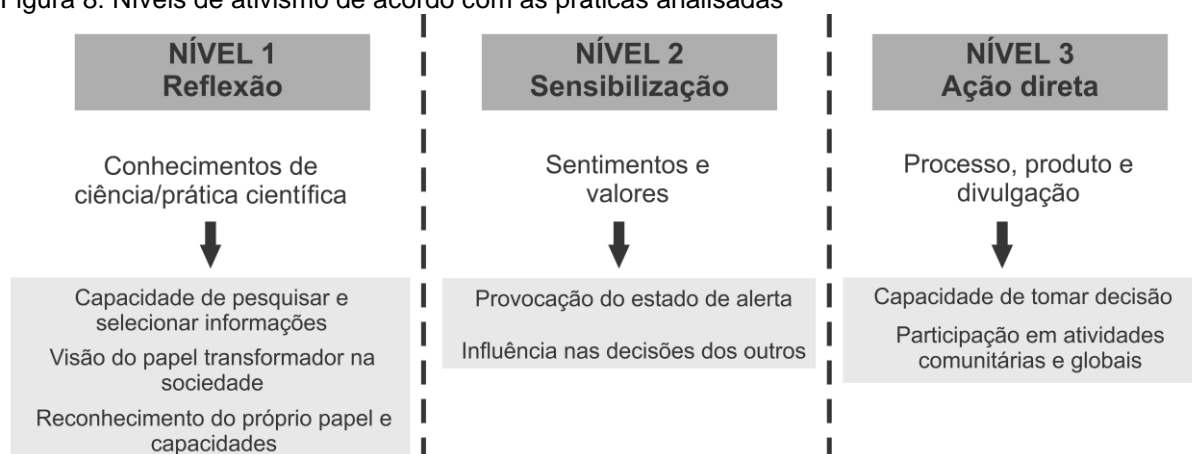 Figura 8. Níveis de ativismo de acordo com as práticas analisadas
NÍVEL 1
Reflexão
Conhecimentos de
ciência/prática científica
Capacidade de pesquisar e
selecionar informações
Visão do papel transformador na
sociedade
Reconhecimento do próprio papel e
capacidades
NÍVEL 2
Sensibilização
Sentimentos e
valores
Provocação do estado de alerta
Influência nas decisões dos outros
NÍVEL 3
Ação direta
Processo, produto e
divulgação
Capacidade de tomar decisão
Participação em atividades
comunitárias e globais